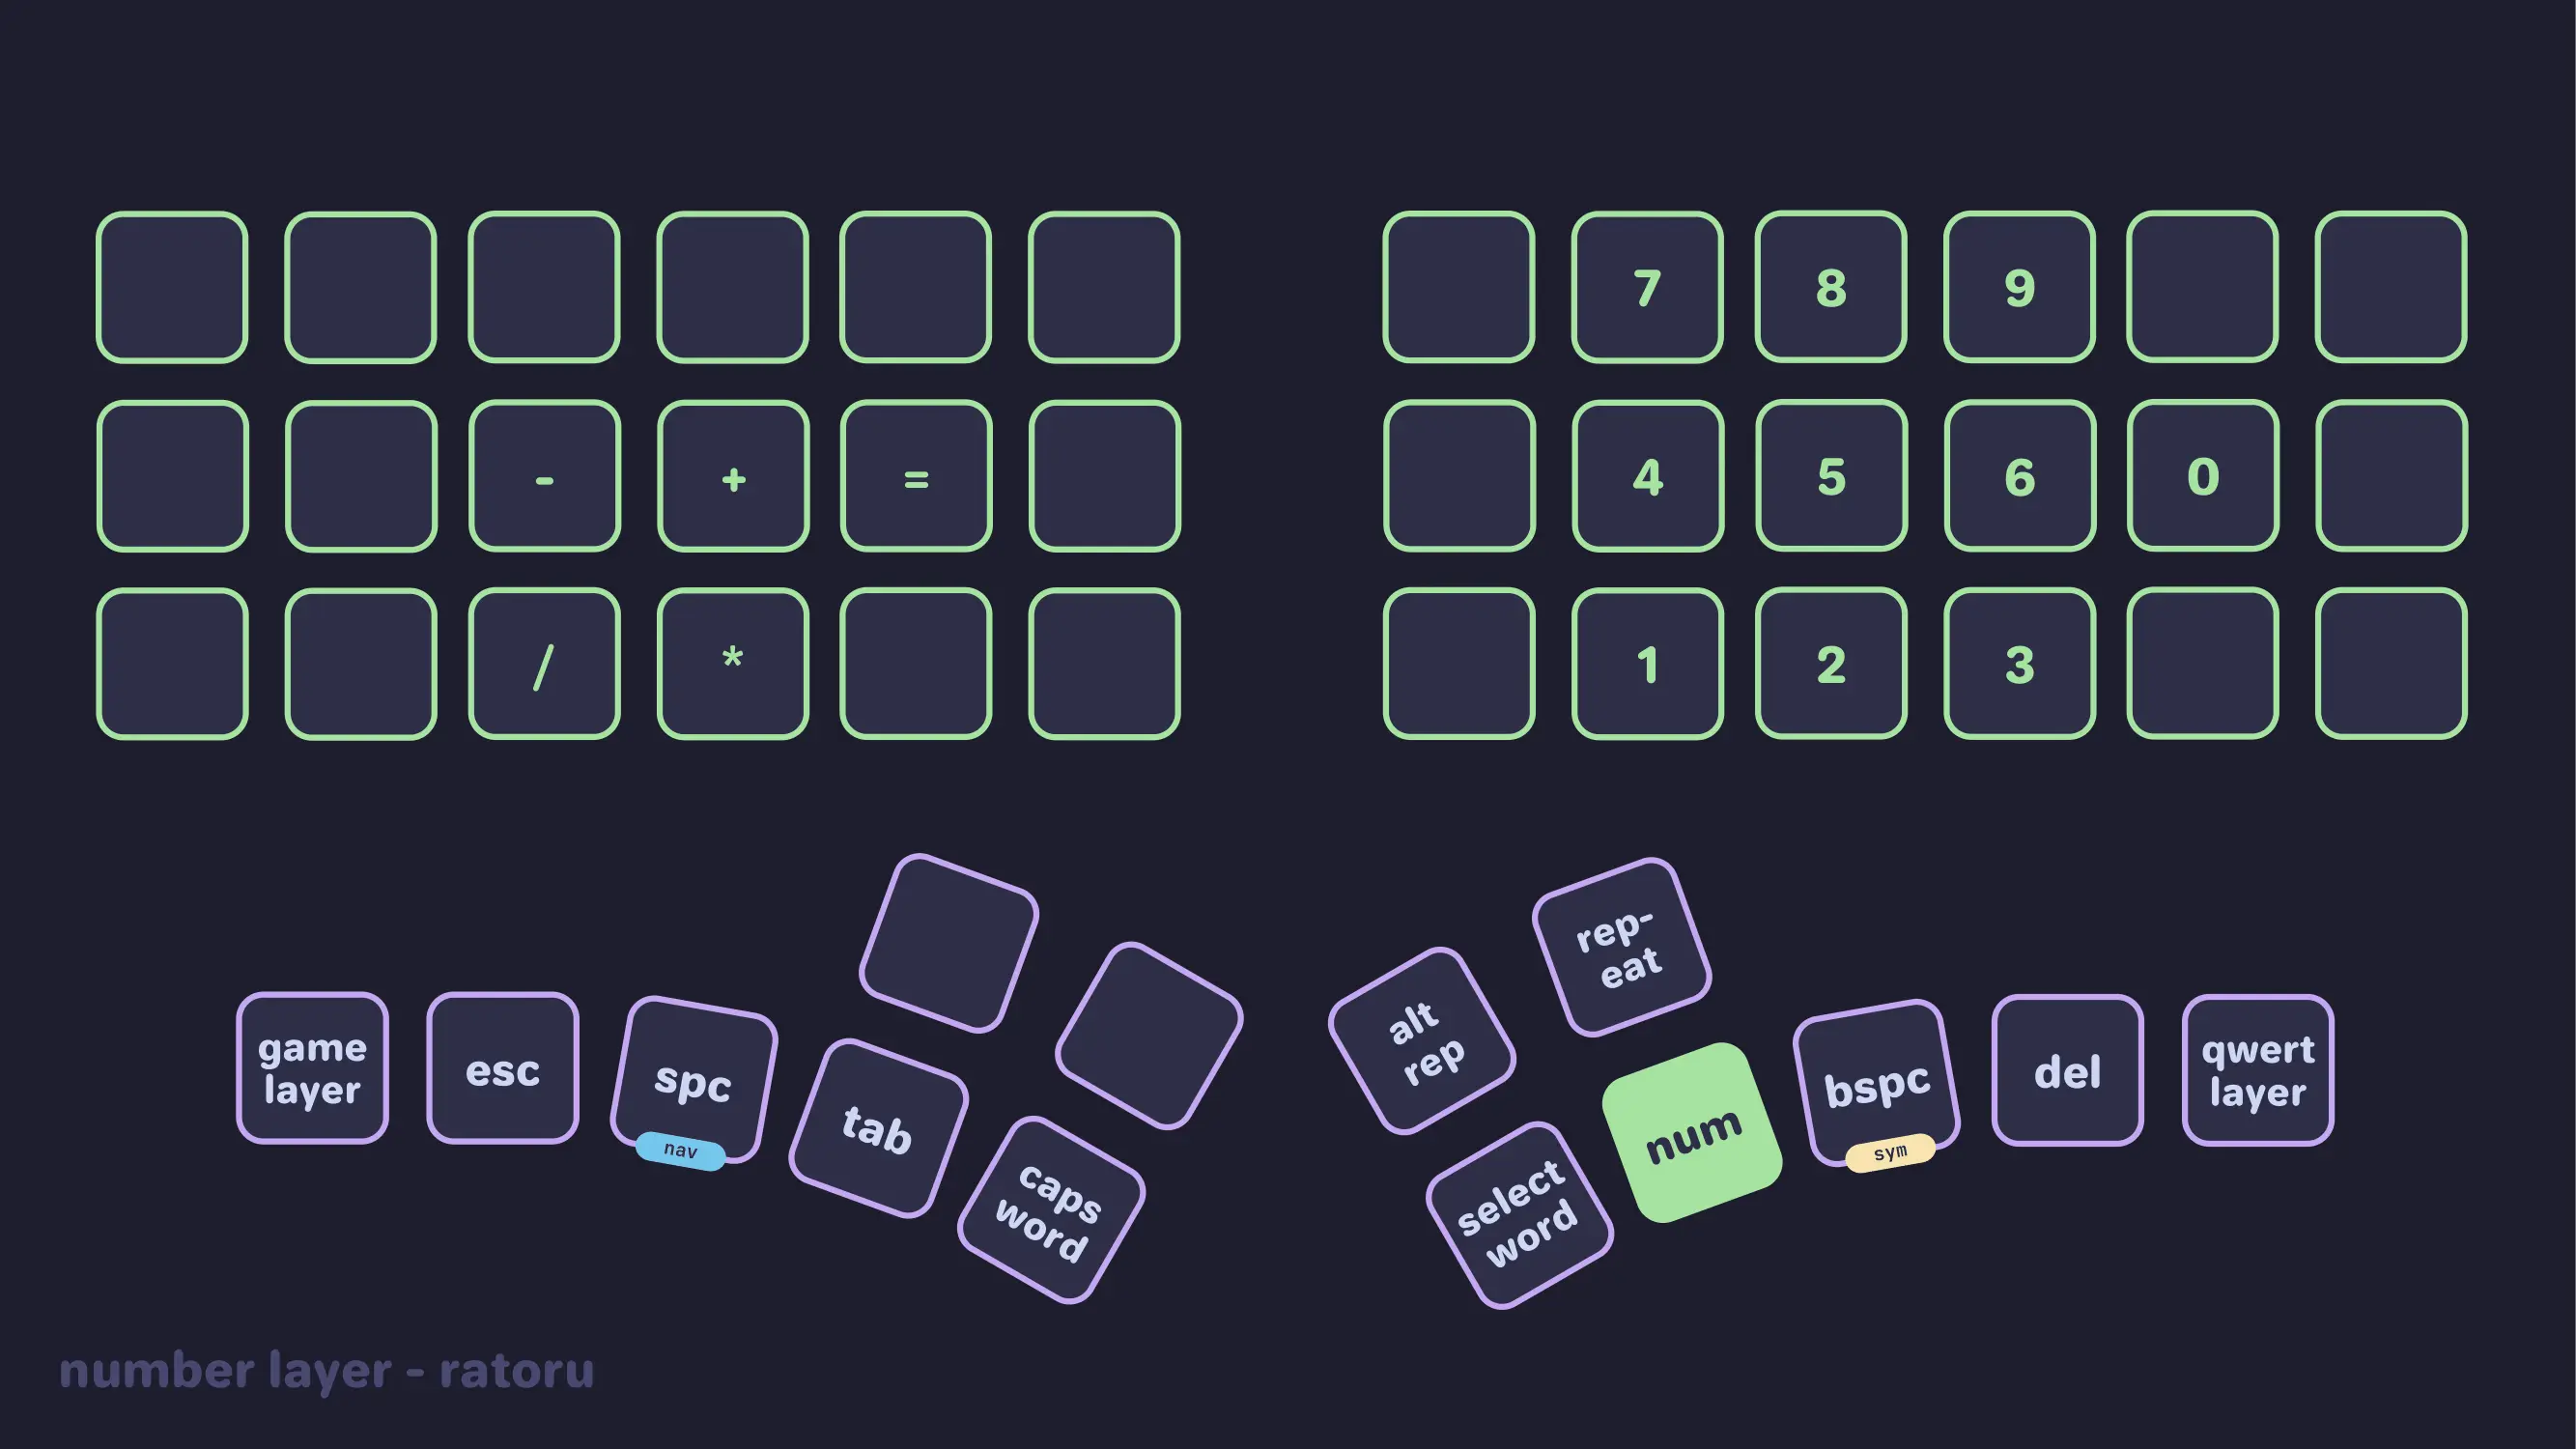 7 8 9
- + = 4 5 6 0
/ * 1 2 3
game
layer
esc
spc
nav
tab
caps
word
alt
rep
rep-
eat
select
word
num
bspc
sym
del
qwert
layer
number layer - ratoru